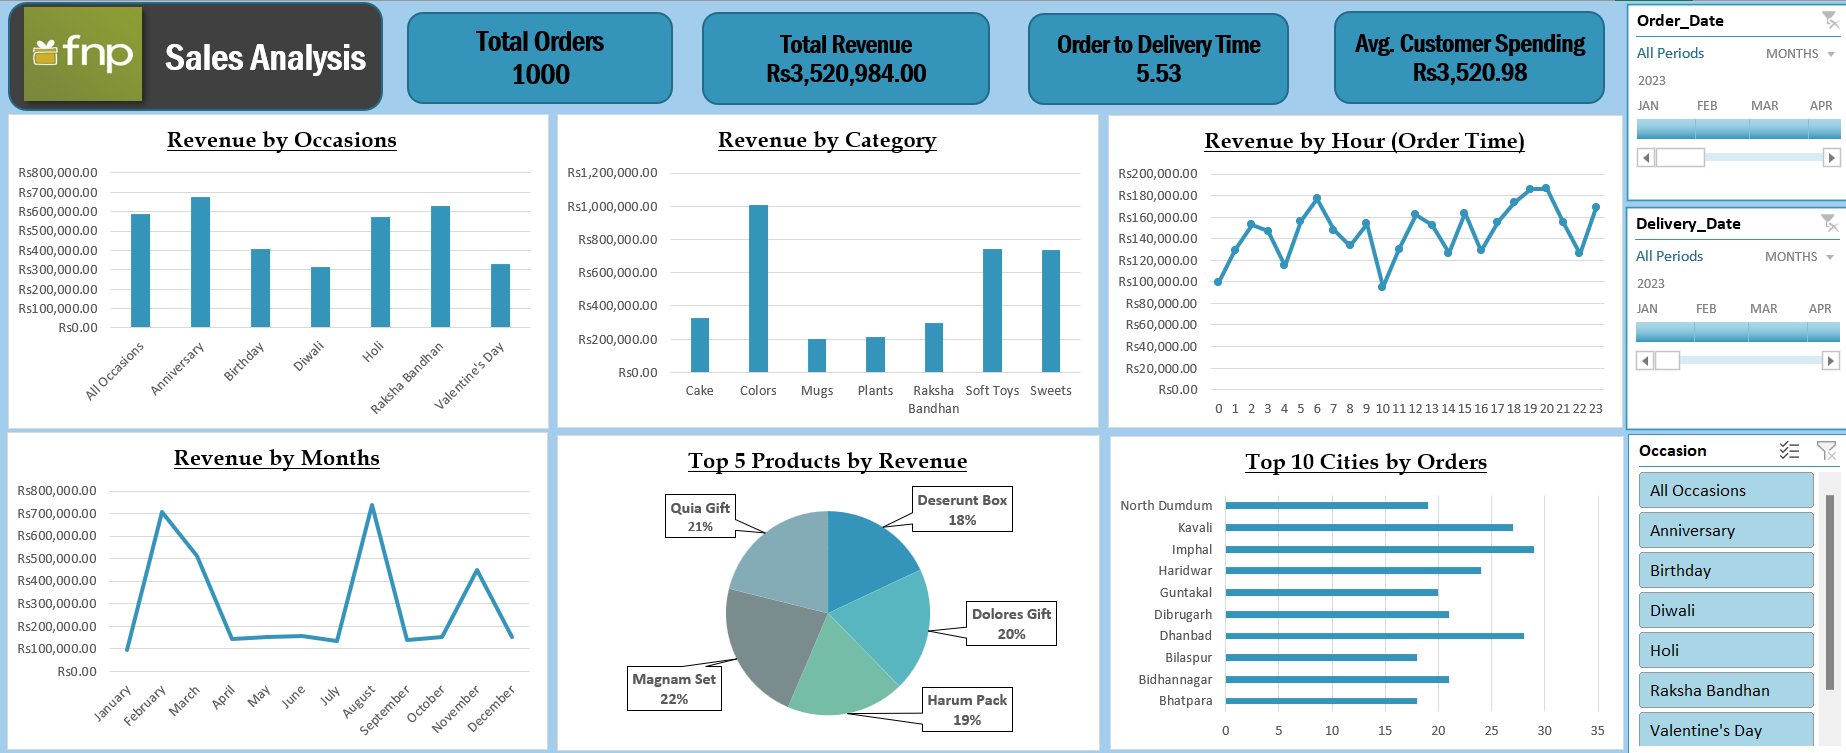 fnp
Sales Analysis
Total Orders
1000
Total Revenue
Rs3,520,984.00
Order to Delivery Time
5.53
Avg. Customer Spending
Rs3,520.98
Order_Date
All Periods
MONTHS
2023
JAN FEB MAR APR
Delivery_Date
All Periods
MONTHS
2023
JAN FEB MAR APR
Revenue by Occasions
Rs800,000.00
Rs700,000.00
Rs600,000.00
Rs500,000.00
Rs400,000.00
Rs300,000.00
Rs200,000.00
Rs100,000.00
Rs0.00
All Occasions
Anniversary
Birthday
Diwali
Holi
Raksha Bandhan
Valentine's Day
Revenue by Category
Rs1,200,000.00
Rs1,000,000.00
Rs800,000.00
Rs600,000.00
Rs400,000.00
Rs200,000.00
Rs0.00
Cake Colors Mugs Plants Raksha Bandhan Soft Toys Sweets
Revenue by Hour (Order Time)
Rs200,000.00
Rs180,000.00
Rs160,000.00
Rs140,000.00
Rs120,000.00
Rs100,000.00
Rs80,000.00
Rs60,000.00
Rs40,000.00
Rs20,000.00
Rs0.00
0 1 2 3 4 5 6 7 8 9 10 11 12 13 14 15 16 17 18 19 20 21 22 23
Revenue by Months
Rs800,000.00
Rs700,000.00
Rs600,000.00
Rs500,000.00
Rs400,000.00
Rs300,000.00
Rs200,000.00
Rs100,000.00
Rs0.00
January
February
March
April
May
June
July
August
September
October
November
December
Top 5 Products by Revenue
Quia Gift
21%
Deserunt Box
18%
Dolores Gift
20%
Magnam Set
22%
Harum Pack
19%
Top 10 Cities by Orders
North Dumdum
Kavali
Imphal
Haridwar
Guntakal
Dibrugarh
Dhanbad
Bilaspur
Bidhannagar
Bhatpara
0 5 10 15 20 25 30 35
Occasion
All Occasions
Anniversary
Birthday
Diwali
Holi
Raksha Bandhan
Valentine's Day